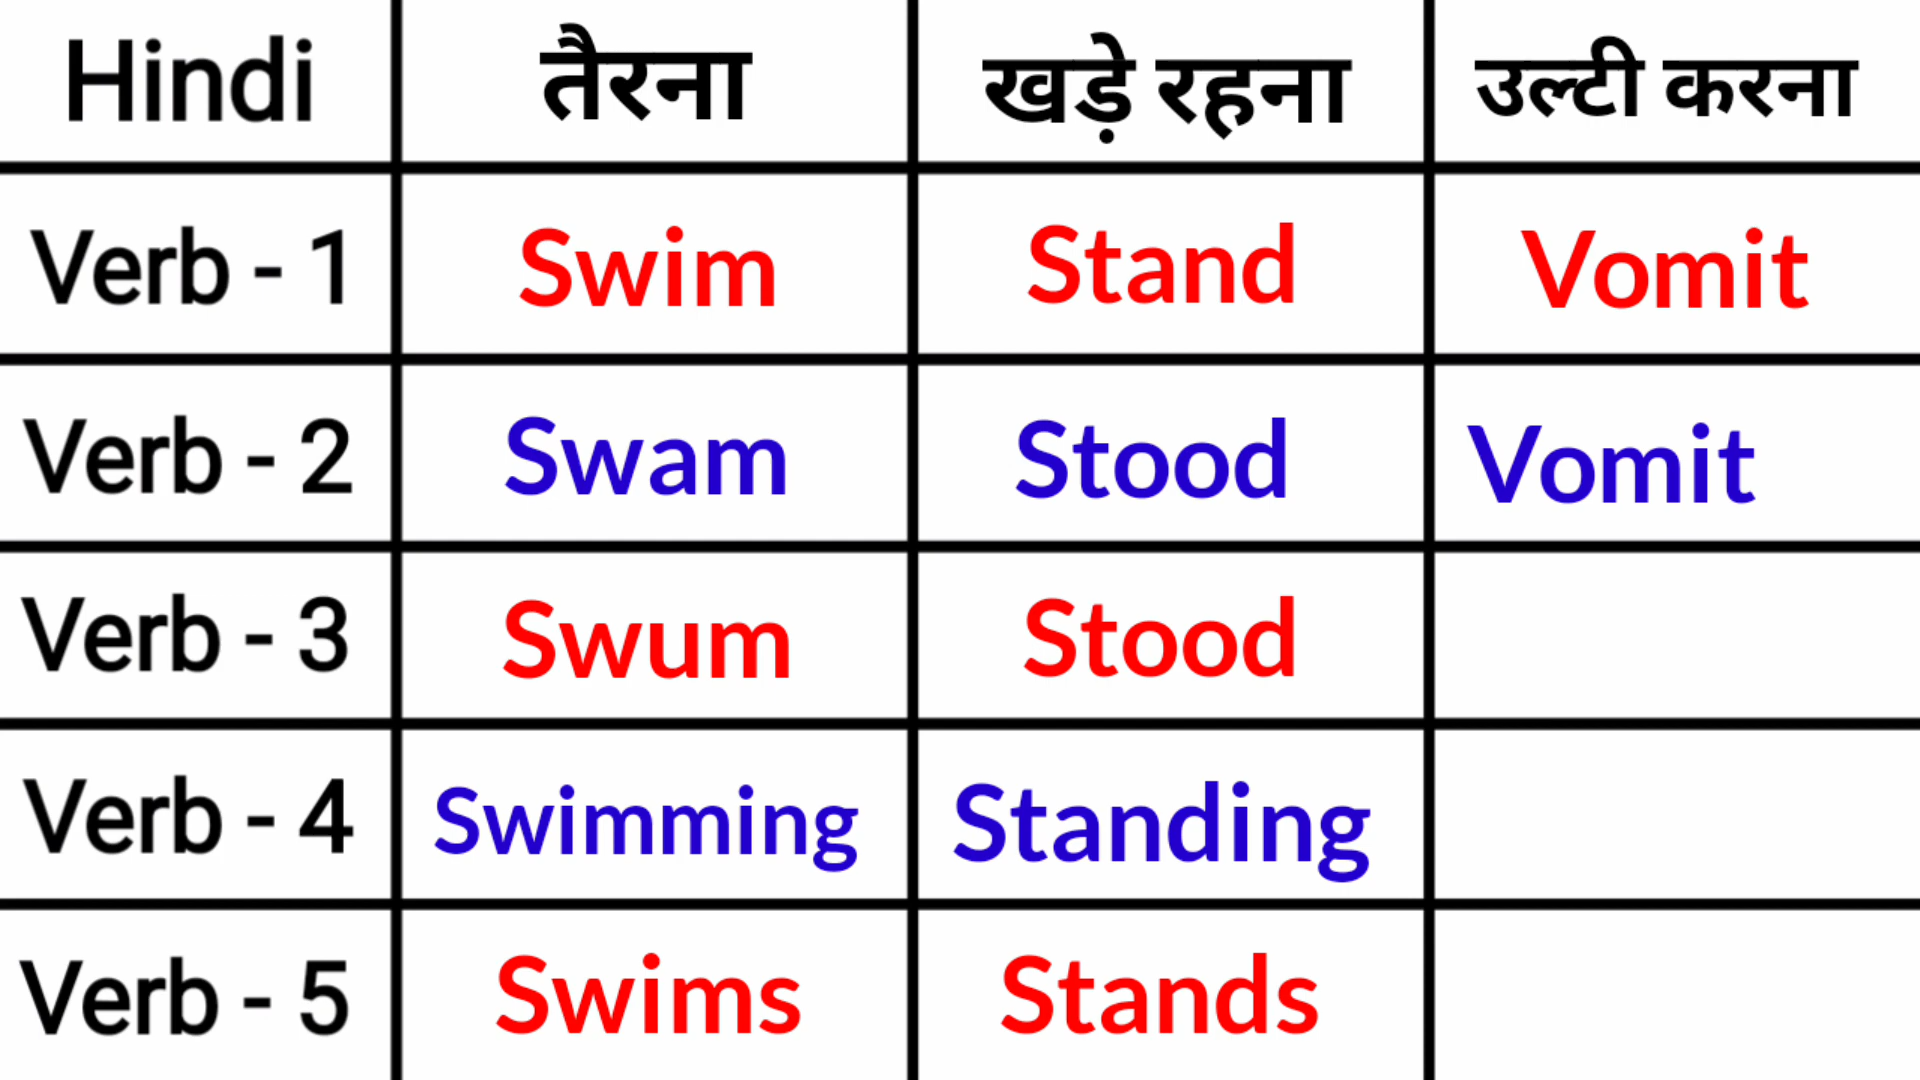 Hindi तैरना खड़े रहना उल्टी करना
Verb - 1 Swim Stand Vomit
Verb - 2 Swam Stood Vomit
Verb - 3 Swum Stood
Verb - 4 Swimming Standing
Verb - 5 Swims Stands